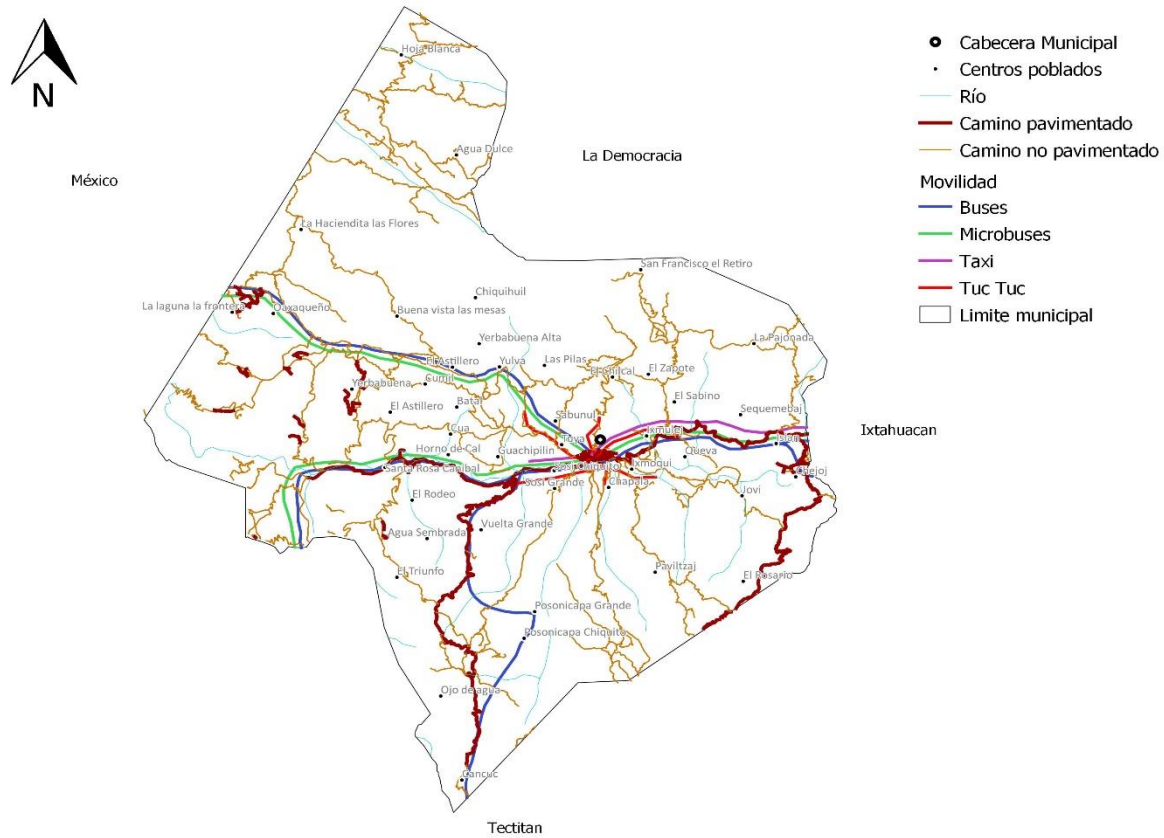 N
Cabecera Municipal
Centros poblados
Río
Camino pavimentado
Camino no pavimentado
Movilidad
Buses
Microbuses
Taxi
Tuc Tuc
Limite municipal
México
La Democracia
Ixtahuacan
Tectitan
Hoja Blanca
Agua Dulce
La Haciendita las Flores
San Francisco el Retiro
Chiquihuil
La laguna la frontera
Oaxaqueño
Buena vista las mesas
Yerbabuena Alta
La Pajonada
El Astillero
Yulva
Las Pilas
El Chilcal
El Zapote
Yerbabuena
Cumil
El Sabino
El Astillero
Batal
Sabunul
Sequemebaj
Cua
Tuya
Ixmulej
Islon
Horno de Cal
Guachipilin
Queva
Santa Rosa Canibal
Sosi Chiquito
Ixmoqui
Chejoj
Sosi Grande
Chapala
El Rodeo
Jovi
Agua Sembrada
Vuelta Grande
El Triunfo
Paviltzaj
El Rosario
Posonicapa Grande
Posonicapa Chiquito
Ojo de agua
Cancuc